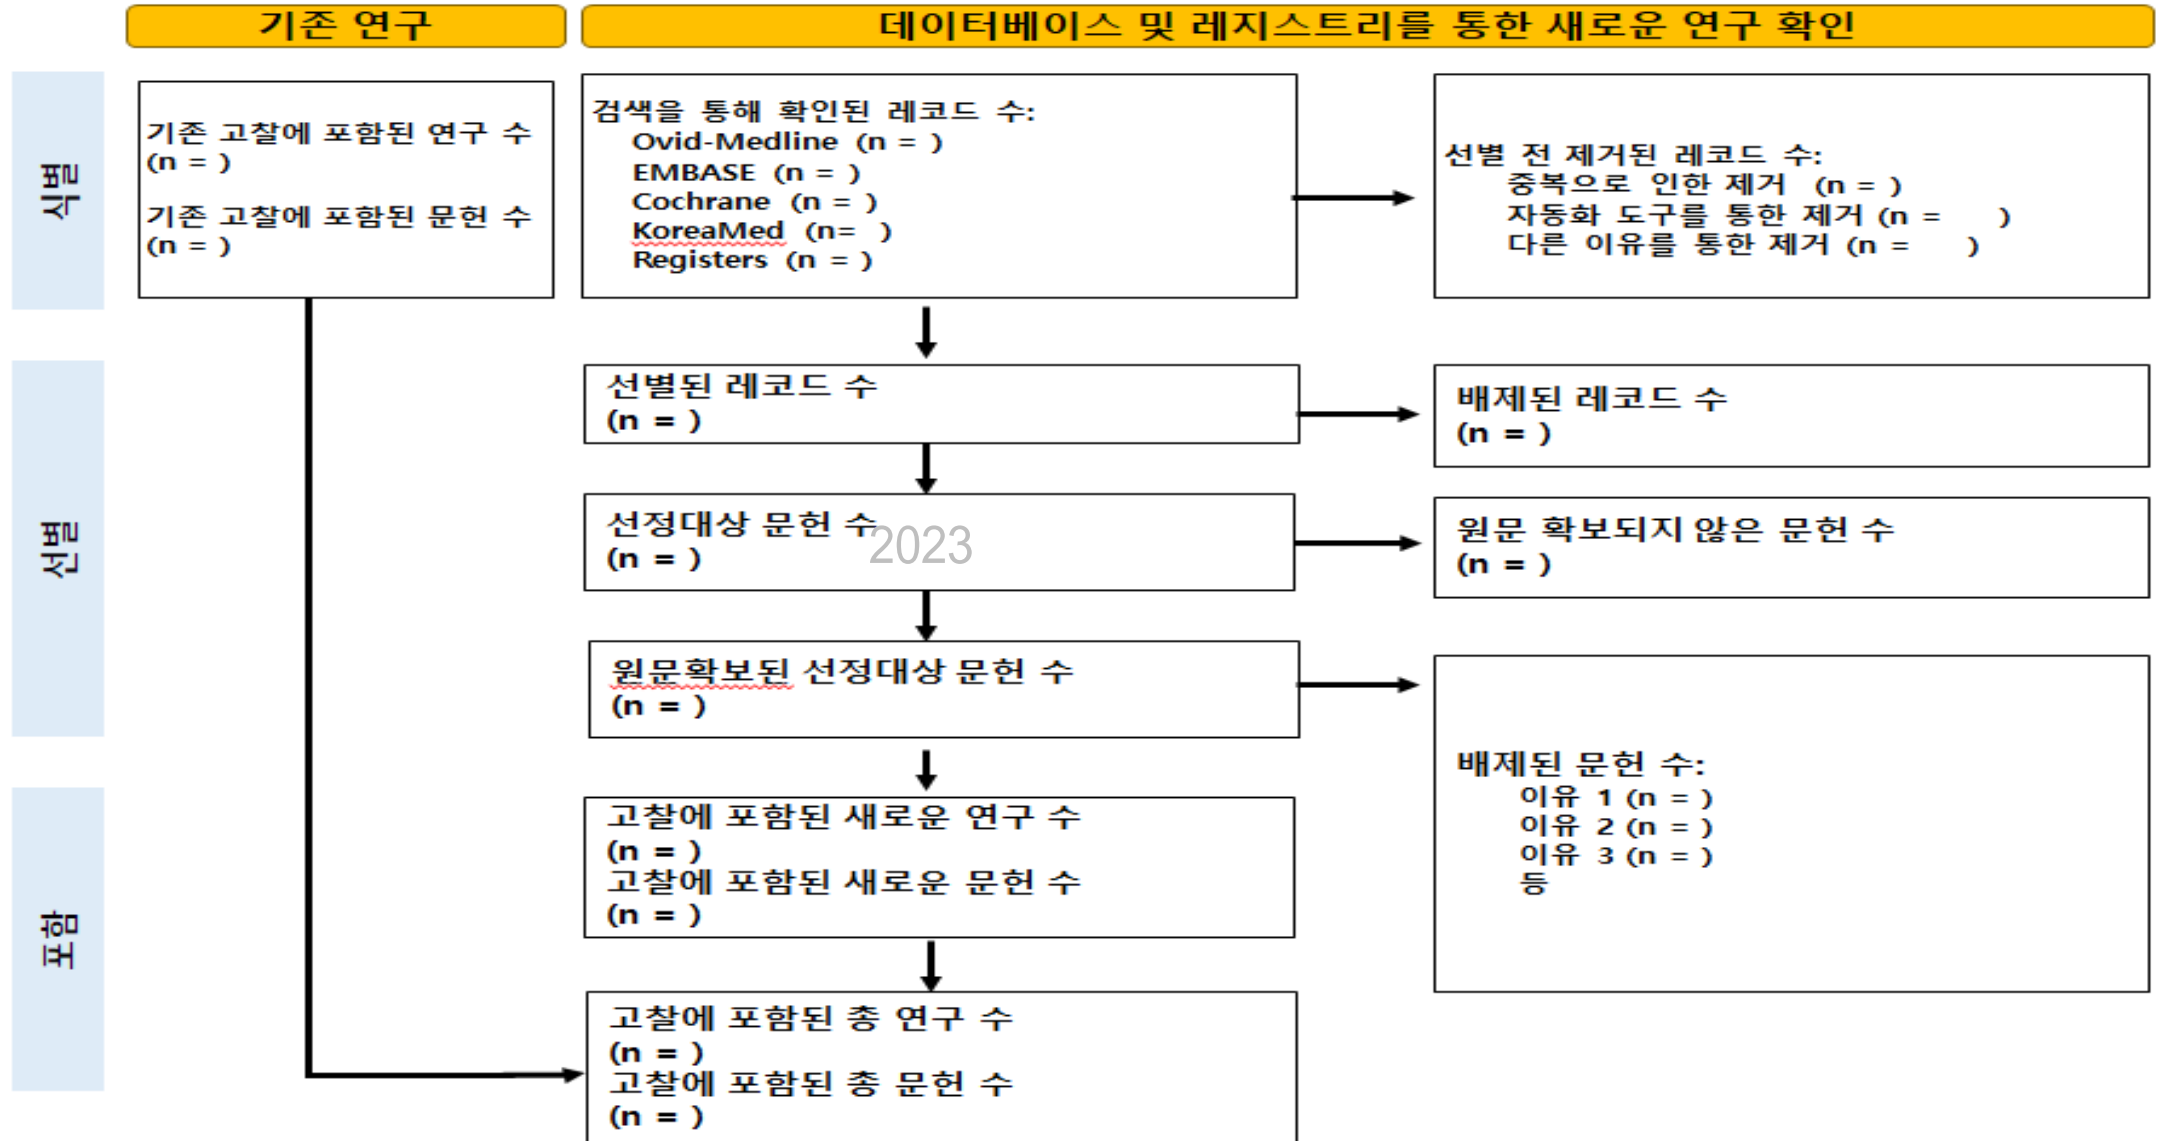 기존 연구
데이터베이스 및 레지스트리를 통한 새로운 연구 확인
식별
기존 고찰에 포함된 연구 수
(n = )
기존 고찰에 포함된 문헌 수
(n = )
검색을 통해 확인된 레코드 수:
Ovid-Medline (n = )
EMBASE (n = )
Cochrane (n = )
KoreaMed (n= )
Registers (n = )
선별 전 제거된 레코드 수:
중복으로 인한 제거 (n = )
자동화 도구를 통한 제거 (n = )
다른 이유를 통한 제거 (n = )
선별
선별된 레코드 수
(n = )
배제된 레코드 수
(n = )
선정대상 문헌 수
(n = )
2023
원문 확보되지 않은 문헌 수
(n = )
원문확보된 선정대상 문헌 수
(n = )
배제된 문헌 수:
이유 1 (n = )
이유 2 (n = )
이유 3 (n = )
등
포함
고찰에 포함된 새로운 연구 수
(n = )
고찰에 포함된 새로운 문헌 수
(n = )
고찰에 포함된 총 연구 수
(n = )
고찰에 포함된 총 문헌 수
(n = )